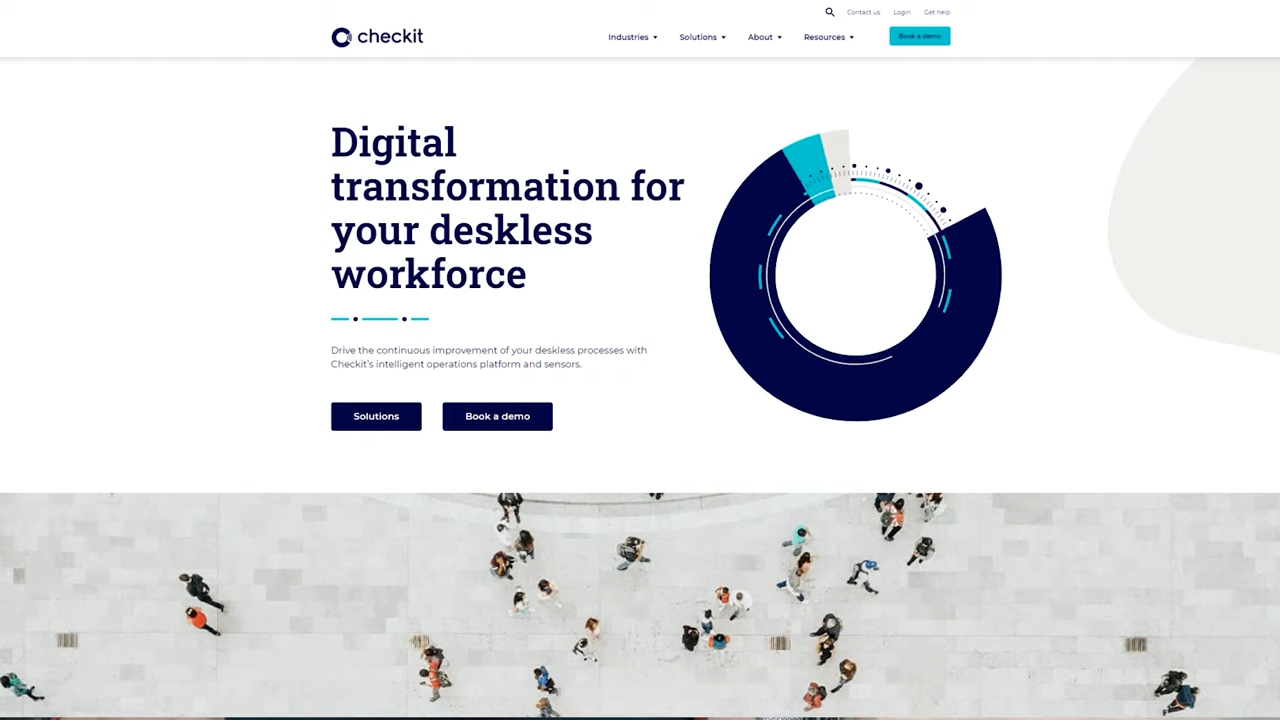 Contact us Login Get help
checkit
Industries Solutions About Resources Book a demo
Digital
transformation for
your deskless
workforce
Drive the continuous improvement of your deskless processes with
Checkit's intelligent operations platform and sensors.
Solutions Book a demo